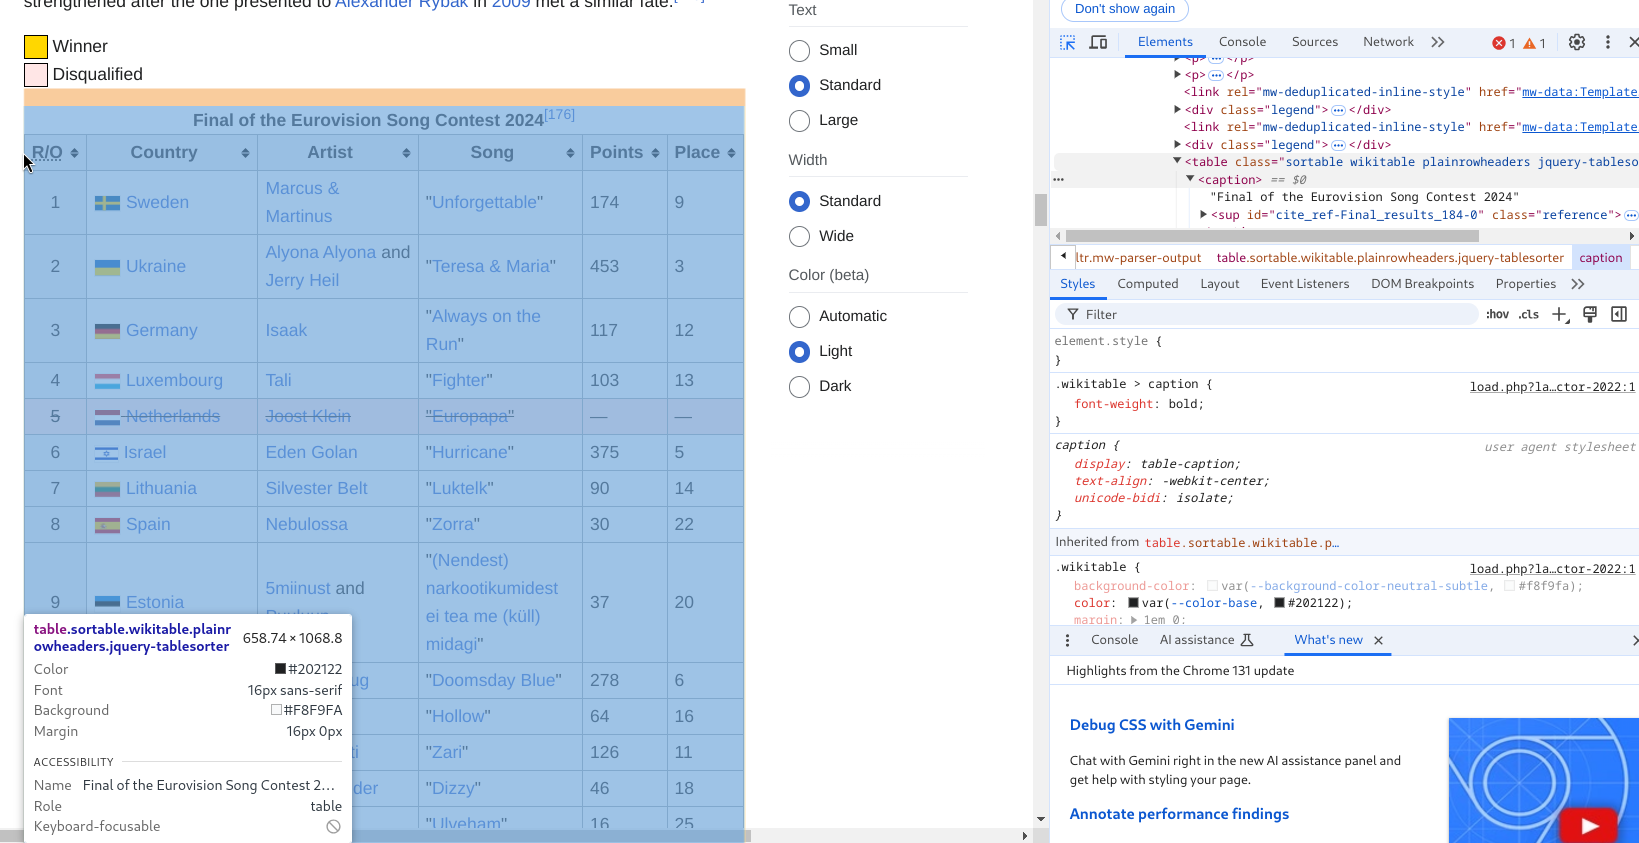 strengthened after the one presented to Alexander Rybak in 2009 met a similar fate.
Winner
Disqualified
Final of the Eurovision Song Contest 2024[176]
R/O Country Artist Song Points Place
1 Sweden Marcus & Martinus "Unforgettable" 174 9
2 Ukraine Alyona Alyona and Jerry Heil "Teresa & Maria" 453 3
3 Germany Isaak "Always on the Run" 117 12
4 Luxembourg Tali "Fighter" 103 13
5 Netherlands Joost Klein "Europapa" — —
6 Israel Eden Golan "Hurricane" 375 5
7 Lithuania Silvester Belt "Luktelk" 90 14
8 Spain Nebulossa "Zorra" 30 22
9 Estonia 5miinust and "(Nendest) narkootikumidest ei tea me (küll) midagi" 37 20
ug "Doomsday Blue" 278 6
"Hollow" 64 16
ti "Zari" 126 11
der "Dizzy" 46 18
"Ulveham" 16 25
table.sortable.wikitable.plainr
owheaders.jquery-tablesorter 658.74 × 1068.8
Color #202122
Font 16px sans-serif
Background #F8F9FA
Margin 16px 0px
ACCESSIBILITY
Name Final of the Eurovision Song Contest 2...
Role table
Keyboard-focusable
Text
Small
Standard
Large
Width
Standard
Wide
Color (beta)
Automatic
Light
Dark
Don't show again
Elements Console Sources Network 1 1
<p> ⋯ </p>
<p> ⋯ </p>
<link rel="mw-deduplicated-inline-style" href="mw-data:Template
<div class="legend"> ⋯ </div>
<link rel="mw-deduplicated-inline-style" href="mw-data:Template
<div class="legend"> ⋯ </div>
<table class="sortable wikitable plainrowheaders jquery-tableso
<caption> == $0
"Final of the Eurovision Song Contest 2024"
<sup id="cite_ref-Final_results_184-0" class="reference"> ⋯
ltr.mw-parser-output table.sortable.wikitable.plainrowheaders.jquery-tablesorter caption
Styles Computed Layout Event Listeners DOM Breakpoints Properties
Filter :hov .cls
element.style {
}
.wikitable > caption { load.php?la…ctor-2022:1
font-weight: bold;
}
caption { user agent stylesheet
display: table-caption;
text-align: -webkit-center;
unicode-bidi: isolate;
}
Inherited from table.sortable.wikitable.p…
.wikitable { load.php?la…ctor-2022:1
background-color: var(--background-color-neutral-subtle, #f8f9fa);
color: var(--color-base, #202122);
margin: 1em 0;
Console AI assistance What's new
Highlights from the Chrome 131 update
Debug CSS with Gemini
Chat with Gemini right in the new AI assistance panel and
get help with styling your page.
Annotate performance findings